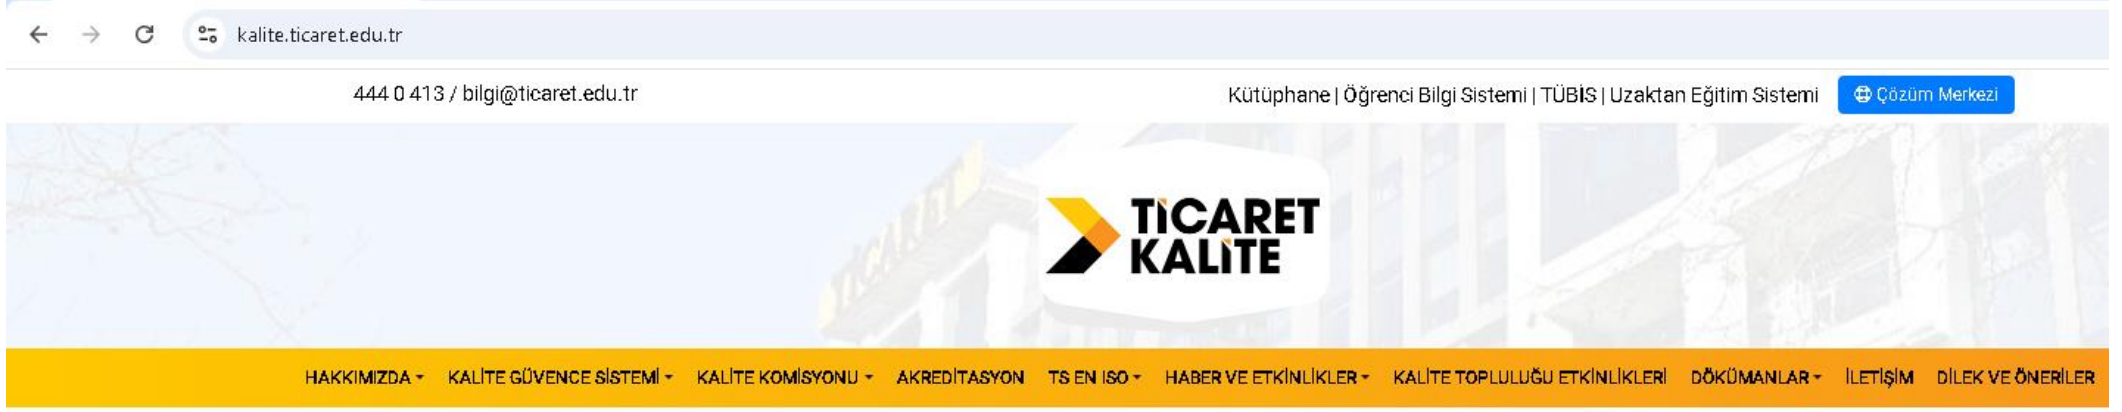 kalite.ticaret.edu.tr
444 0 413 / bilgi@ticaret.edu.tr
Kütüphane | Öğrenci Bilgi Sistemi | TÜBİS | Uzaktan Eğitim Sistemi
Çözüm Merkezi
TİCARET
TİCARET
KALİTE
HAKKIMIZDA
KALİTE GÜVENCE SİSTEMİ
KALİTE KOMİSYONU
AKREDİTASYON
TS EN ISO
HABER VE ETKİNLİKLER
KALİTE TOPLULUĞU ETKİNLİKLERİ
DÖKÜMANLAR
İLETİŞİM
DİLEK VE ÖNERİLER